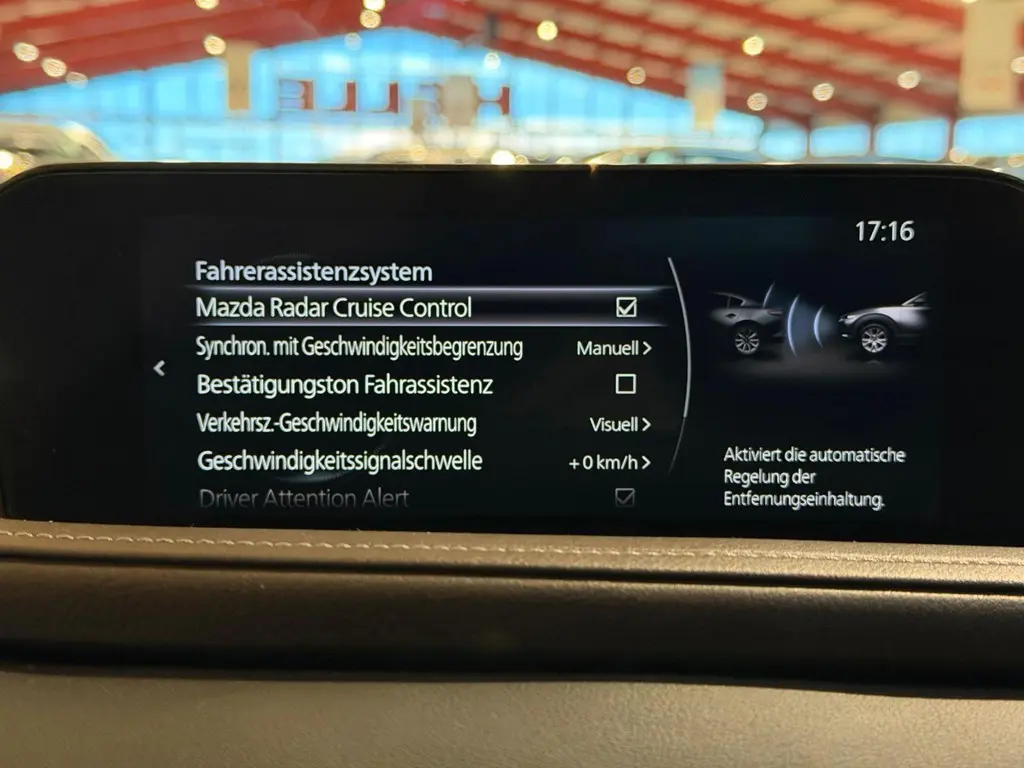 17:16
Fahrerassistenzsystem
Mazda Radar Cruise Control
Synchron. mit Geschwindigkeitsbegrenzung Manuell >
Bestätigungston Fahrassistenz
Verkehrsz.-Geschwindigkeitswarnung Visuell >
Geschwindigkeitssignalschwelle +0 km/h >
Driver Attention Alert
Aktiviert die automatische
Regelung der
Entfernungseinhaltung.